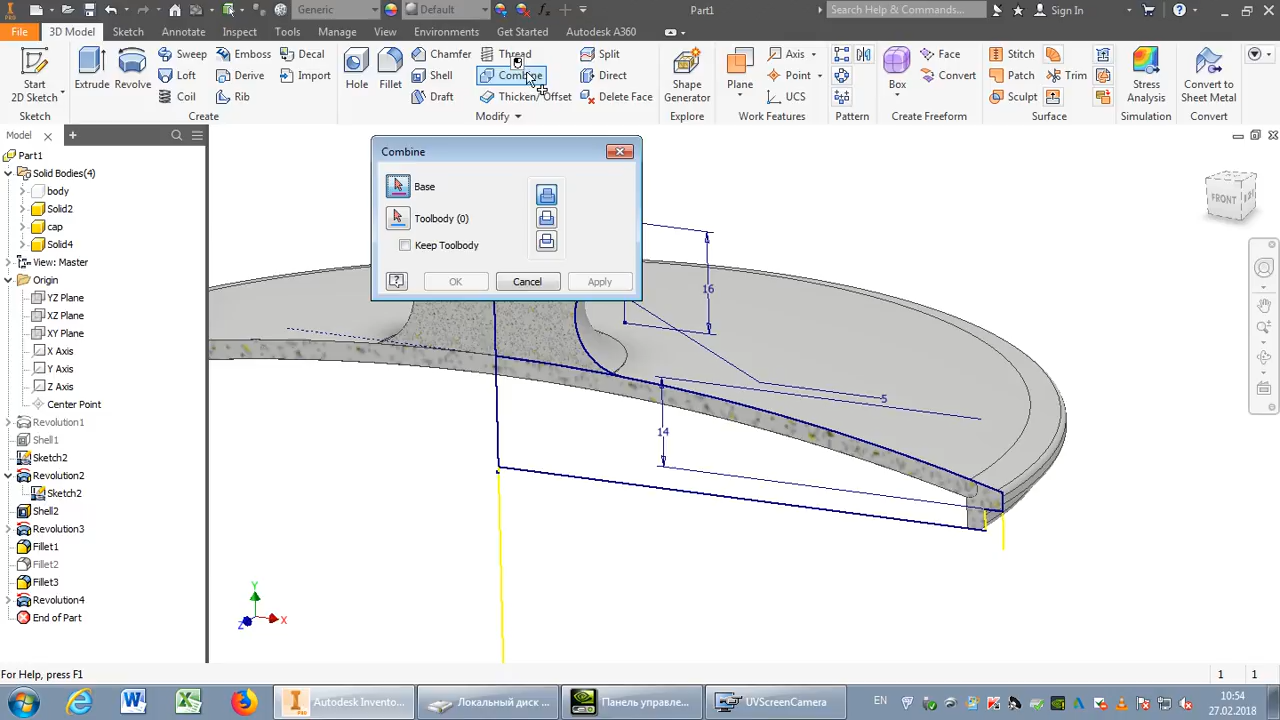 Generic
Default
Part1
Search Help & Commands...
Sign In
File
3D Model
Sketch
Annotate
Inspect
Tools
Manage
View
Environments
Get Started
Autodesk A360
Start
2D Sketch
Sketch
Extrude
Revolve
Sweep
Loft
Coil
Emboss
Derive
Rib
Decal
Import
Create
Hole
Fillet
Chamfer
Shell
Draft
Thread
Combine
Thicken/ Offset
Split
Direct
Delete Face
Modify
Shape
Generator
Explore
Plane
Axis
Point
UCS
Work Features
Pattern
Box
Convert
Create Freeform
Stitch
Patch
Sculpt
Trim
Surface
Stress
Analysis
Simulation
Convert to
Sheet Metal
Convert
Model
Part1
Solid Bodies(4)
body
Solid2
cap
Solid4
View: Master
Origin
YZ Plane
XZ Plane
XY Plane
X Axis
Y Axis
Z Axis
Center Point
Revolution1
Shell1
Sketch2
Revolution2
Sketch2
Shell2
Revolution3
Fillet1
Fillet2
Fillet3
Revolution4
End of Part
Combine
Base
Toolbody (0)
Keep Toolbody
OK
Cancel
Apply
16
5
14
FRONT
Y
X
Z
For Help, press F1
1
1
Autodesk Invento...
Локальный диск ...
Панель управле...
UVScreenCamera
EN
10:54
27.02.2018